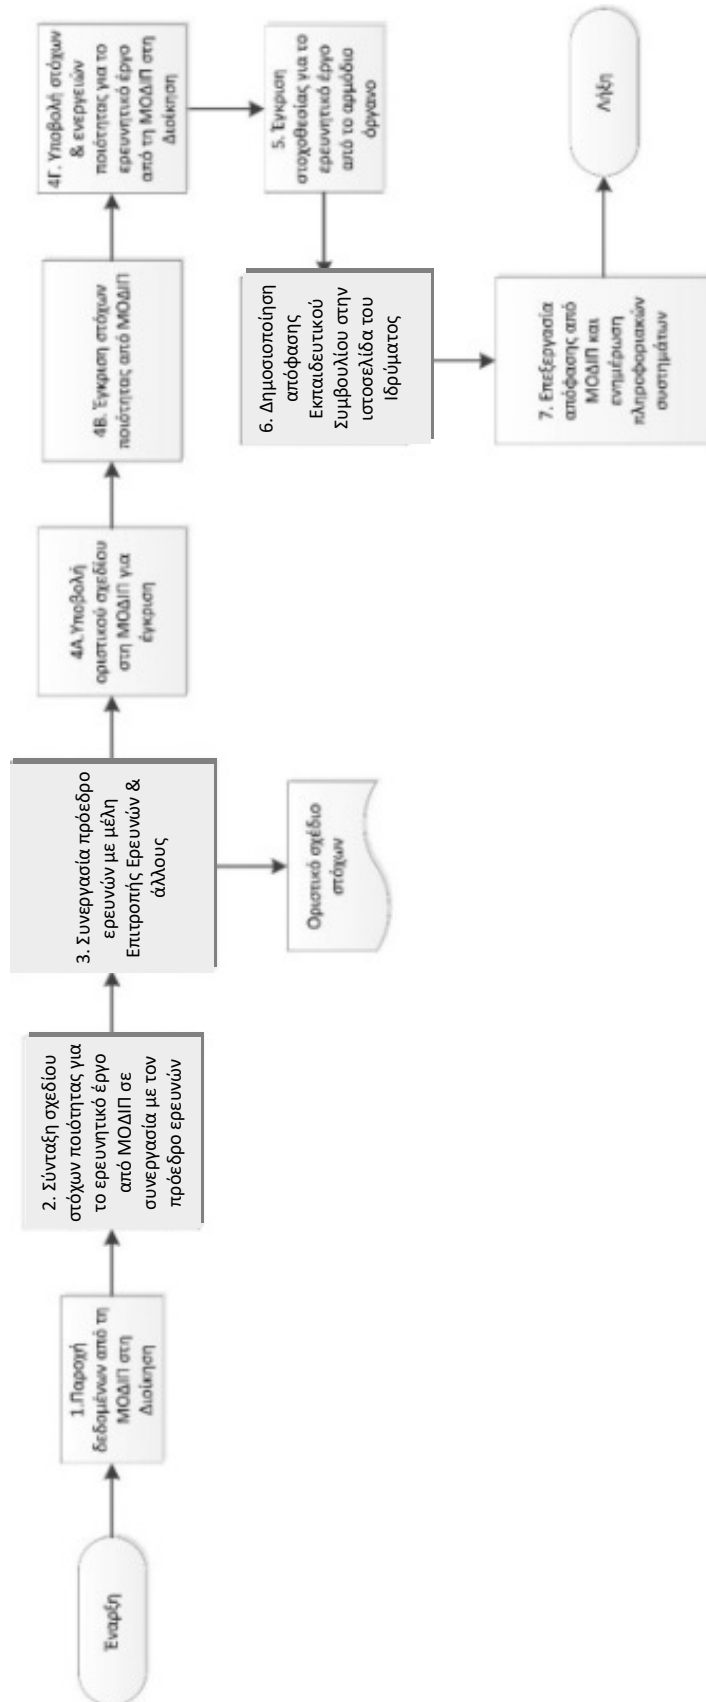 Έναρξη
1.Παροχή
δεδομένων από τη
ΜΟΔΙΠ στη
Διοίκηση
2. Σύνταξη σχεδίου
στόχων ποιότητας για
το ερευνητικό έργο
από ΜΟΔΙΠ σε
συνεργασία με τον
πρόεδρο ερευνών
3. Συνεργασία πρόεδρο
ερευνών με μέλη
Επιτροπής Ερευνών &
άλλους
Οριστικό σχέδιο
στόχων
4Α.Υποβολή
οριστικού σχεδίου
στη ΜΟΔΙΠ για
έγκριση
4Β. Έγκριση στόχων
ποιότητας από ΜΟΔΙΠ
4Γ. Υποβολή στόχων
& ενεργειών
ποιότητας για το
ερευνητικό έργο
από τη ΜΟΔΙΠ στη
Διοίκηση
5. Έγκριση
στοχοθεσίας για το
ερευνητικό έργο
από το αρμόδιο
όργανο
6. Δημοσιοποίηση
απόφασης
Εκπαιδευτικού
Συμβουλίου στην
ιστοσελίδα του
Ιδρύματος
7. Επεξεργασία
απόφασης από
ΜΟΔΙΠ και
ενημέρωση
πληροφοριακών
συστημάτων
Λήξη